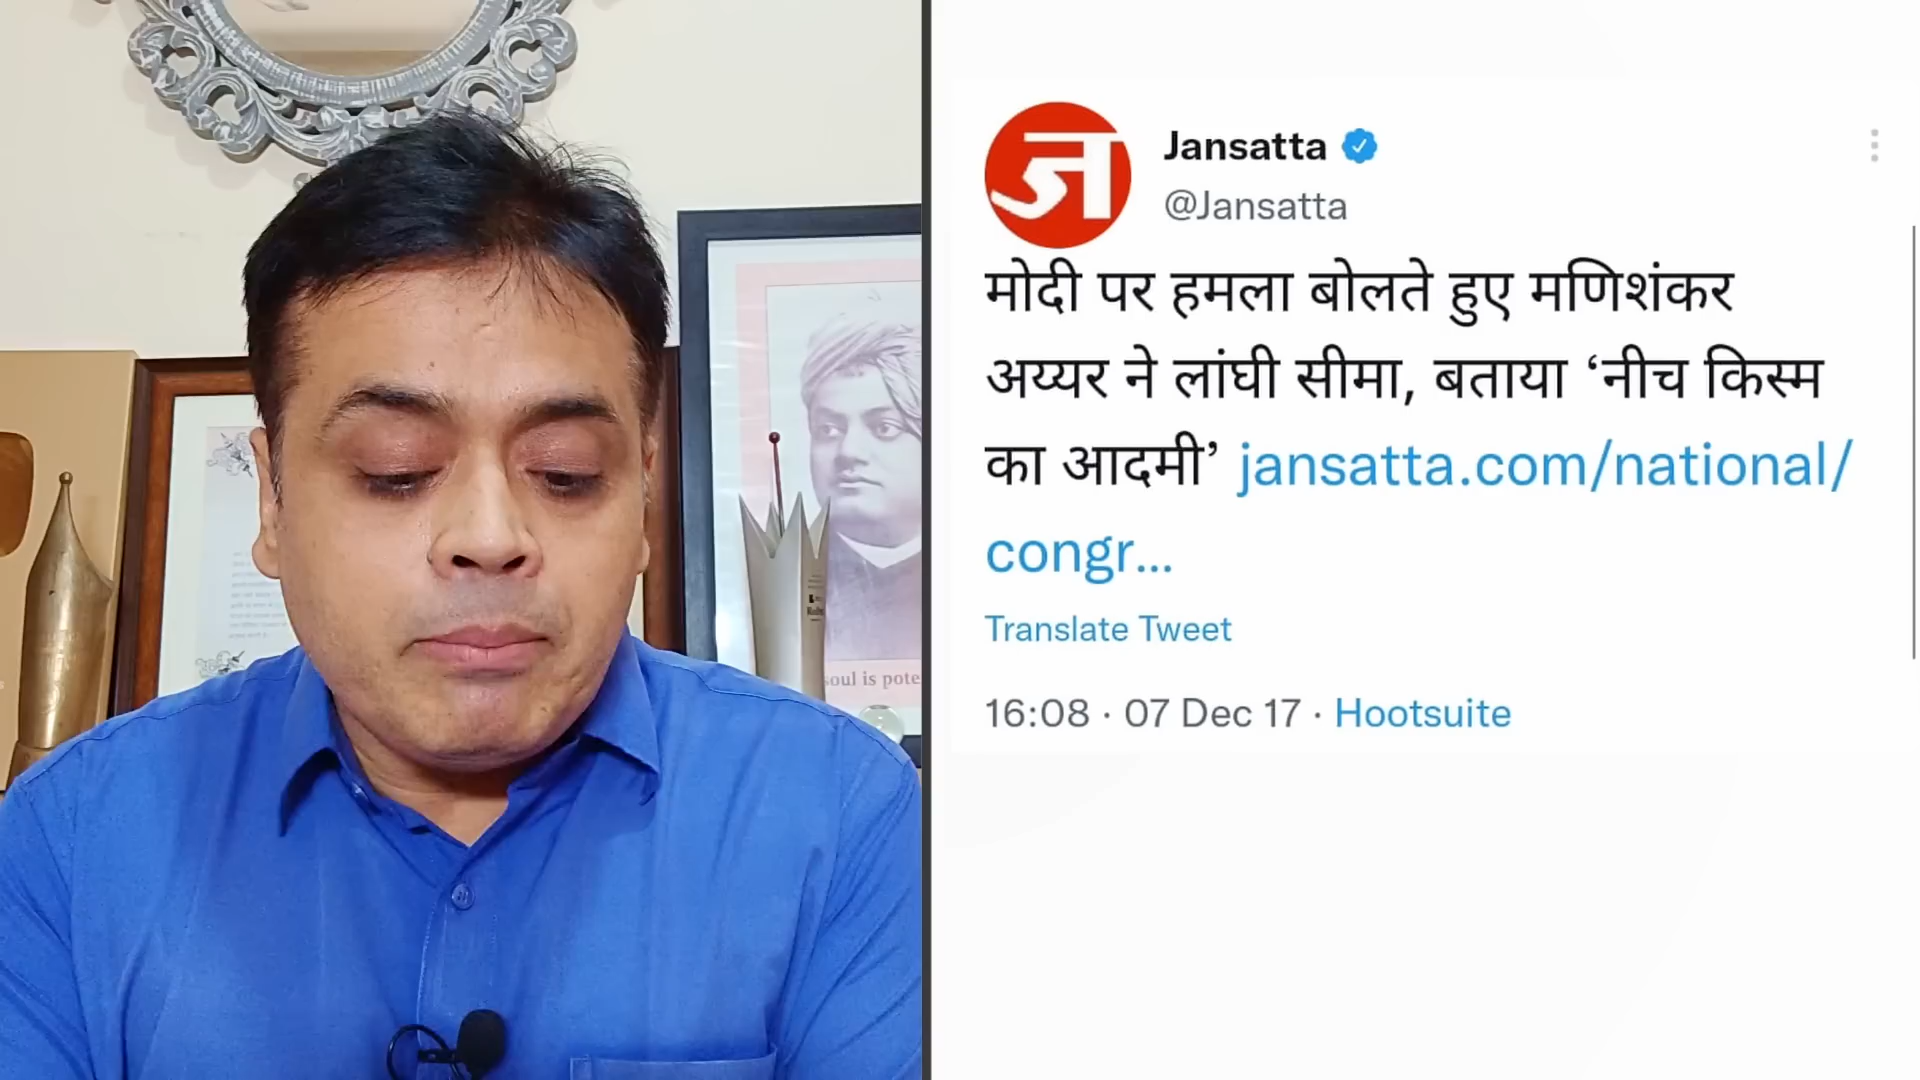 Jansatta
@Jansatta
मोदी पर हमला बोलते हुए मणिशंकर
अय्यर ने लांघी सीमा, बताया ‘नीच किस्म
का आदमी’ jansatta.com/national/
congr...
Translate Tweet
16:08 · 07 Dec 17 · Hootsuite
ज
soul is pote